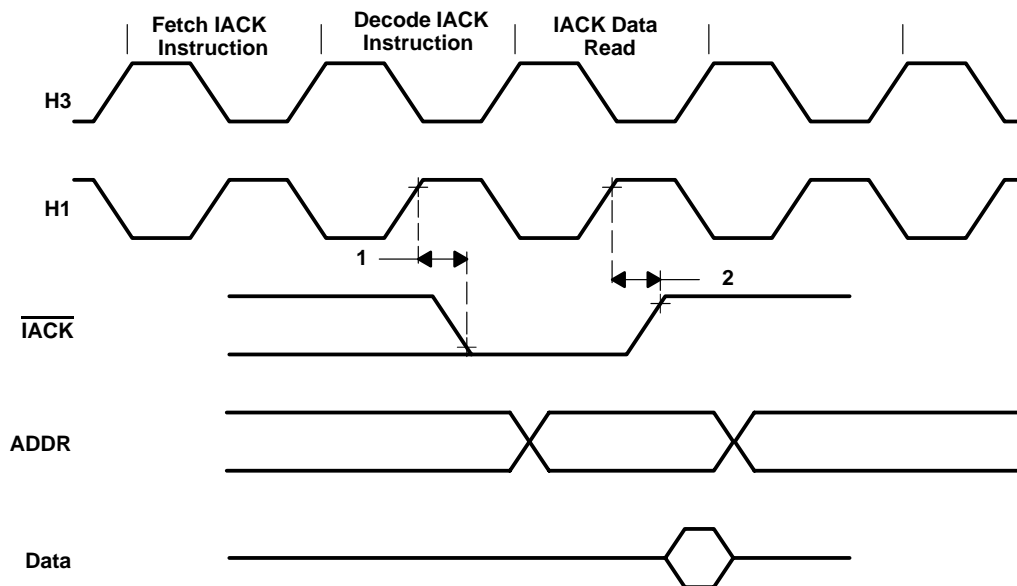 Fetch IACK
Instruction
Decode IACK
Instruction
IACK Data
Read
H3
H1
1
2
IACK
ADDR
Data